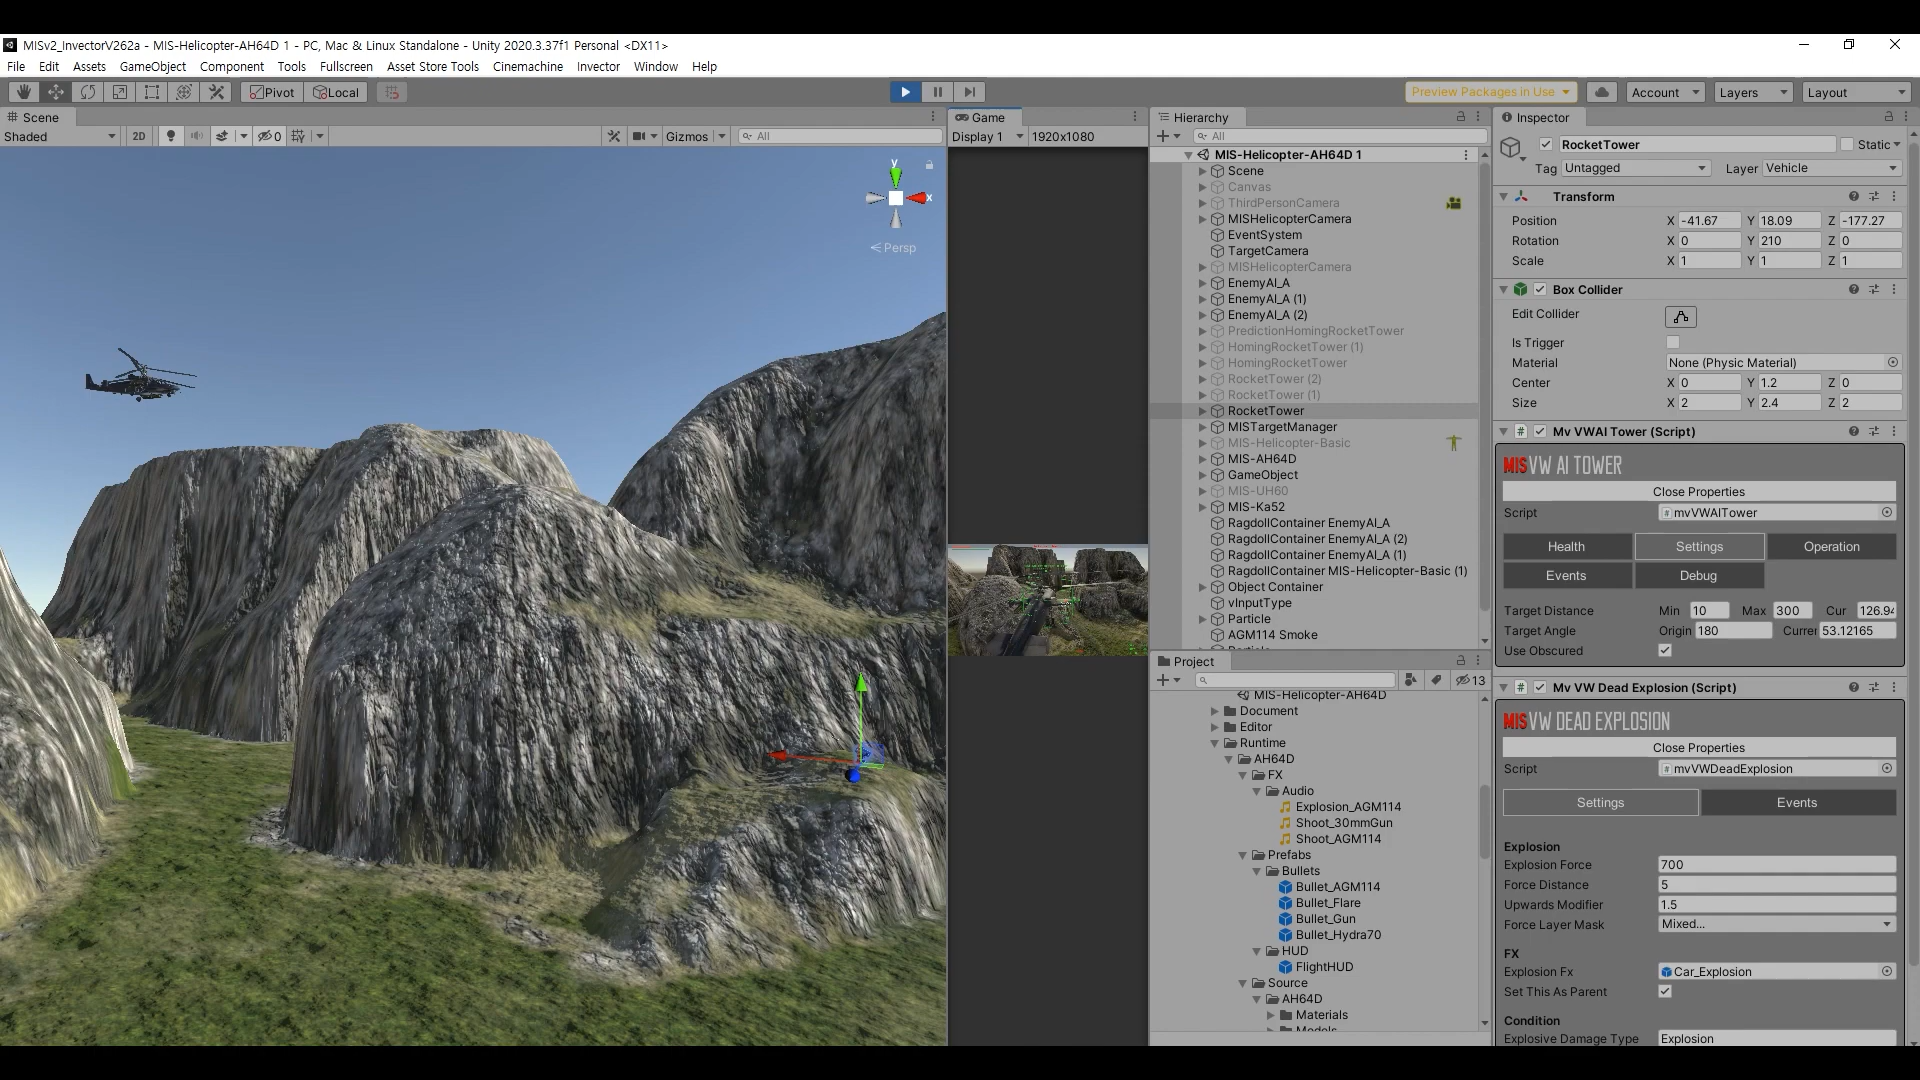 MISv2_InvectorV262a - MIS-Helicopter-AH64D 1 - PC, Mac & Linux Standalone - Unity 2020.3.37f1 Personal <DX11>
File Edit Assets GameObject Component Tools Fullscreen Asset Store Tools Cinemachine Invector Window Help
Pivot Local Preview Packages in Use Account Layers Layout
Scene
Shaded 2D 0 Gizmos All
y
x
Persp
Game
Display 1 1920x1080
Hierarchy
All
MIS-Helicopter-AH64D 1
Scene
Canvas
ThirdPersonCamera
MISHelicopterCamera
EventSystem
TargetCamera
MISHelicopterCamera
EnemyAI_A
EnemyAI_A (1)
EnemyAI_A (2)
PredictionHomingRocketTower
HomingRocketTower (1)
HomingRocketTower
RocketTower (2)
RocketTower (1)
RocketTower
MISTargetManager
MIS-Helicopter-Basic
MIS-AH64D
GameObject
MIS-UH60
MIS-Ka52
RagdollContainer EnemyAI_A
RagdollContainer EnemyAI_A (2)
RagdollContainer EnemyAI_A (1)
RagdollContainer MIS-Helicopter-Basic (1)
Object Container
vInputType
Particle
AGM114 Smoke
Project
13
MIS-Helicopter-AH64D
Document
Editor
Runtime
AH64D
FX
Audio
Explosion_AGM114
Shoot_30mmGun
Shoot_AGM114
Prefabs
Bullets
Bullet_AGM114
Bullet_Flare
Bullet_Gun
Bullet_Hydra70
HUD
FlightHUD
Source
AH64D
Materials
Models
Inspector
RocketTower Static
Tag Untagged Layer Vehicle
Transform
Position X -41.67 Y 18.09 Z -177.27
Rotation X 0 Y 210 Z 0
Scale X 1 Y 1 Z 1
Box Collider
Edit Collider
Is Trigger
Material None (Physic Material)
Center X 0 Y 1.2 Z 0
Size X 2 Y 2.4 Z 2
Mv VWAI Tower (Script)
MIS VW AI TOWER
Close Properties
Script mvVWAITower
Health Settings Operation
Events Debug
Target Distance Min 10 Max 300 Cur 126.94
Target Angle Origin 180 Currer 53.12165
Use Obscured
Mv VW Dead Explosion (Script)
MIS VW DEAD EXPLOSION
Close Properties
Script mvVWDeadExplosion
Settings Events
Explosion
Explosion Force 700
Force Distance 5
Upwards Modifier 1.5
Force Layer Mask Mixed...
FX
Explosion Fx Car_Explosion
Set This As Parent
Condition
Explosive Damage Type Explosion